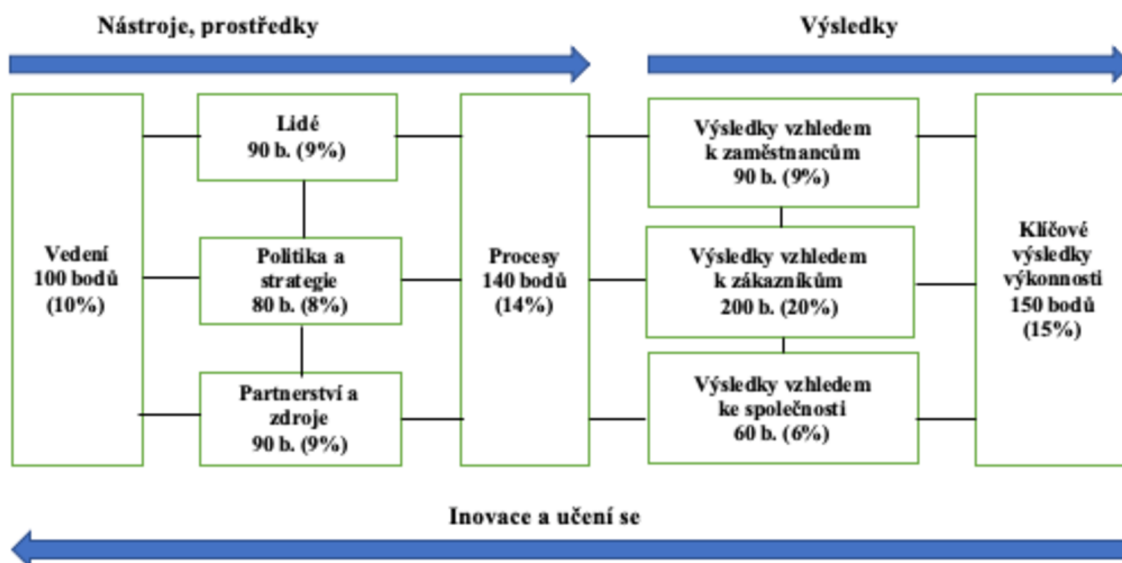 Nástroje, prostředky
Výsledky
Vedení
100 bodů
(10%)
Lidé
90 b. (9%)
Politika a
strategie
80 b. (8%)
Partnerství a
zdroje
90 b. (9%)
Procesy
140 bodů
(14%)
Výsledky vzhledem
k zaměstnancům
90 b. (9%)
Výsledky vzhledem
k zákazníkům
200 b. (20%)
Výsledky vzhledem
ke společnosti
60 b. (6%)
Klíčové
výsledky
výkonnosti
150 bodů
(15%)
Inovace a učení se